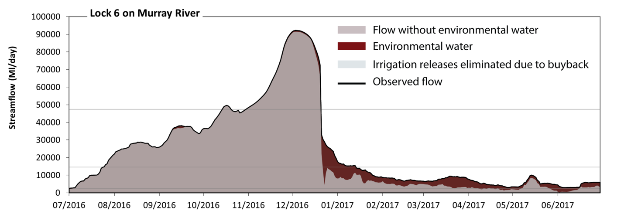 Lock 6 on Murray River
Streamflow (Ml/day)
100000
90000
80000
70000
60000
50000
40000
30000
20000
10000
0
Flow without environmental water
Environmental water
Irrigation releases eliminated due to buyback
Observed flow
07/2016 08/2016 09/2016 10/2016 11/2016 12/2016 01/2017 02/2017 03/2017 04/2017 05/2017 06/2017